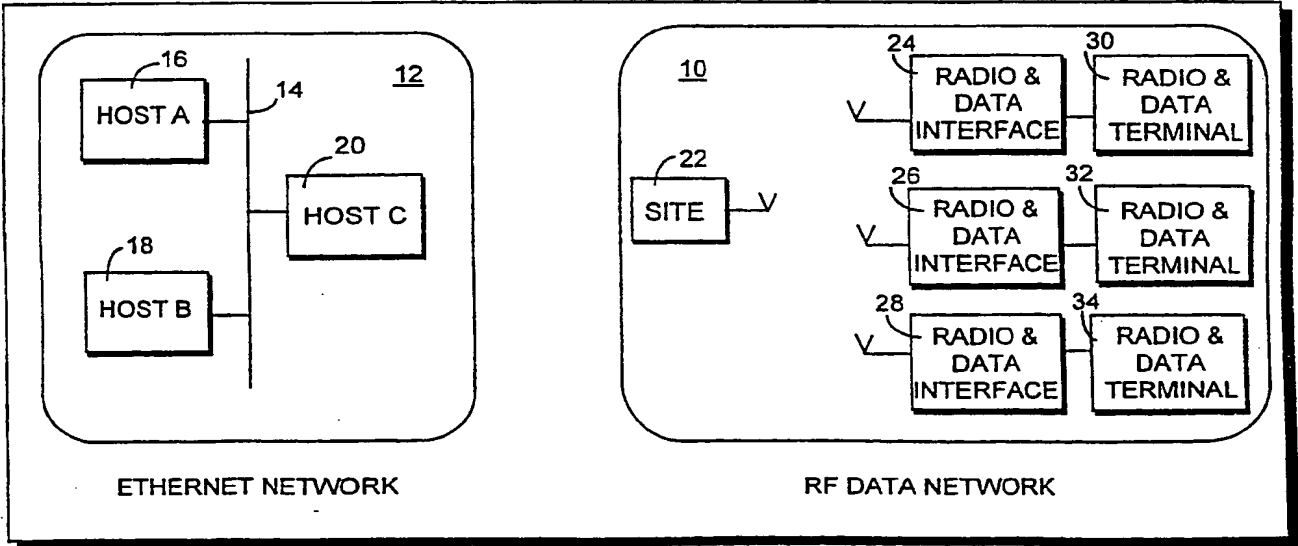 16
HOST A
14
12
20
HOST C
18
HOST B
ETHERNET NETWORK
10
22
SITE
24
RADIO &
DATA
INTERFACE
30
RADIO &
DATA
TERMINAL
26
RADIO &
DATA
INTERFACE
32
RADIO &
DATA
TERMINAL
28
RADIO &
DATA
INTERFACE
34
RADIO &
DATA
TERMINAL
RF DATA NETWORK